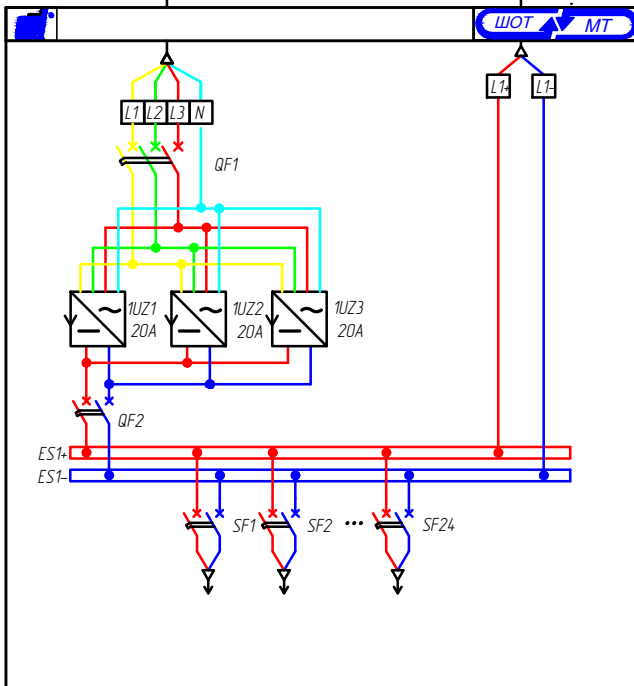 ШОТ МТ
L1 L2 L3 N
L1+ L1-
QF1
1UZ1 20A
1UZ2 20A
1UZ3 20A
QF2
ES1+
ES1-
SF1 SF2 ... SF24